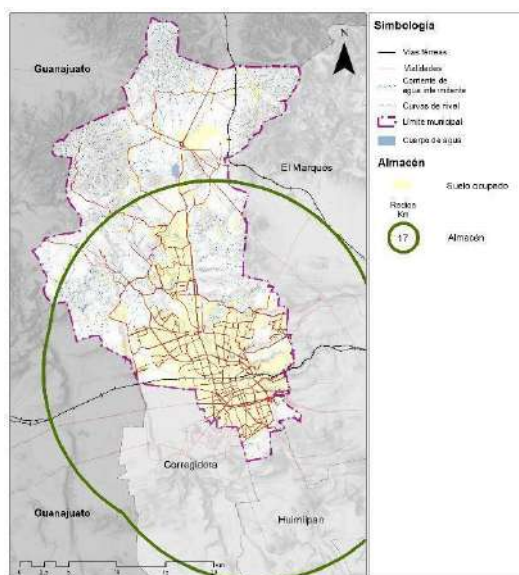 Simbología
N
Vías férreas
Vialidades
Corriente de
agua intermitente
Curvas de nivel
Límite municipal
Cuerpo de agua
Almacén
Suelo ocupado
Radios
Km
17
Almacén
Guanajuato
El Marques
Corregidora
Guanajuato
Huimilpan